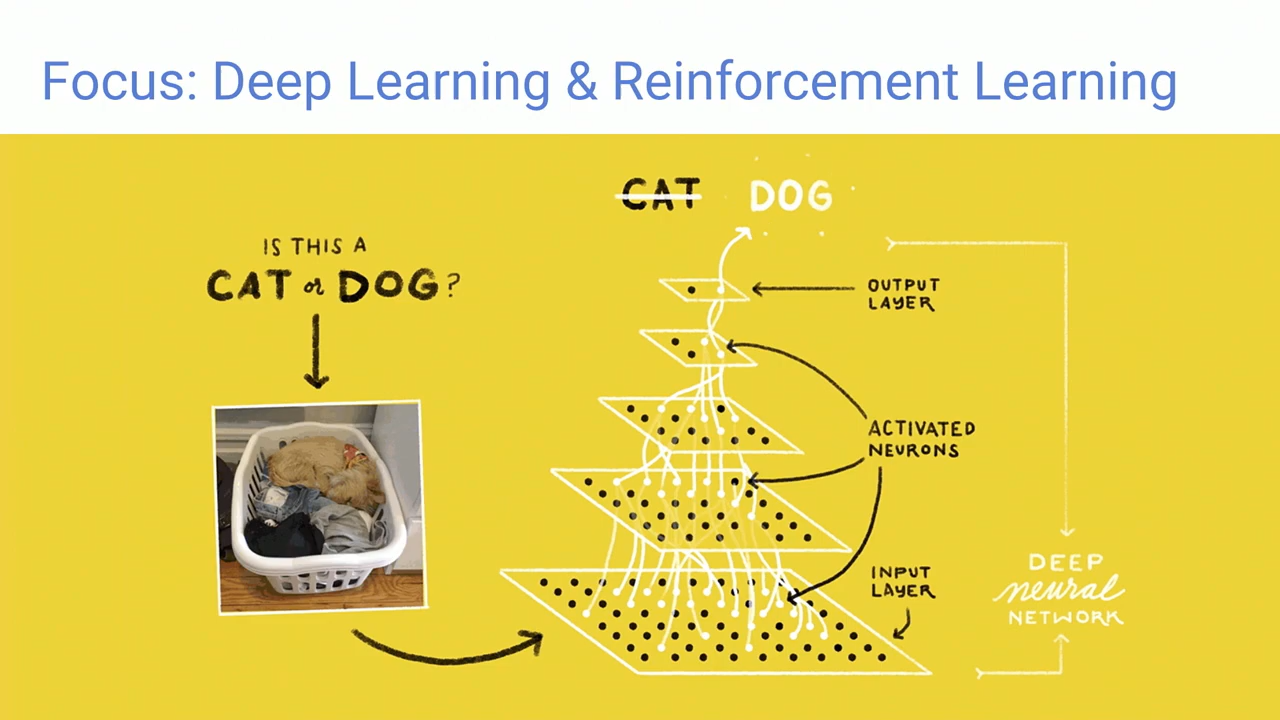 Focus: Deep Learning & Reinforcement Learning
IS THIS A
CAT or DOG?
CAT DOG
OUTPUT
LAYER
ACTIVATED
NEURONS
INPUT
LAYER
DEEP
neural
NETWORK